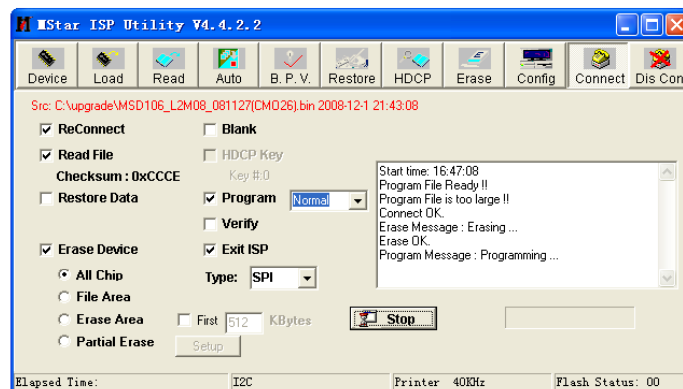 MStar ISP Utility V4.4.2.2
Device Load Read Auto B. P. V. Restore HDCP Erase Config Connect Dis Con
Src: C:\upgrade\MSD106_L2M08_081127(CMO26).bin 2008-12-1 21:43:08
ReConnect
Blank
Read File
HDCP Key
Checksum : 0xCCCE
Key #:0
Restore Data
Program Normal
Verify
Erase Device
Exit ISP
All Chip
Type: SPI
File Area
Erase Area
First 512 KBytes
Partial Erase
Setup
Start time: 16:47:08
Program File Ready !!
Program File is too large !!
Connect OK.
Erase Message : Erasing ...
Erase OK.
Program Message : Programming ...
Stop
Elapsed Time: I2C Printer 40KHz Flash Status: 00